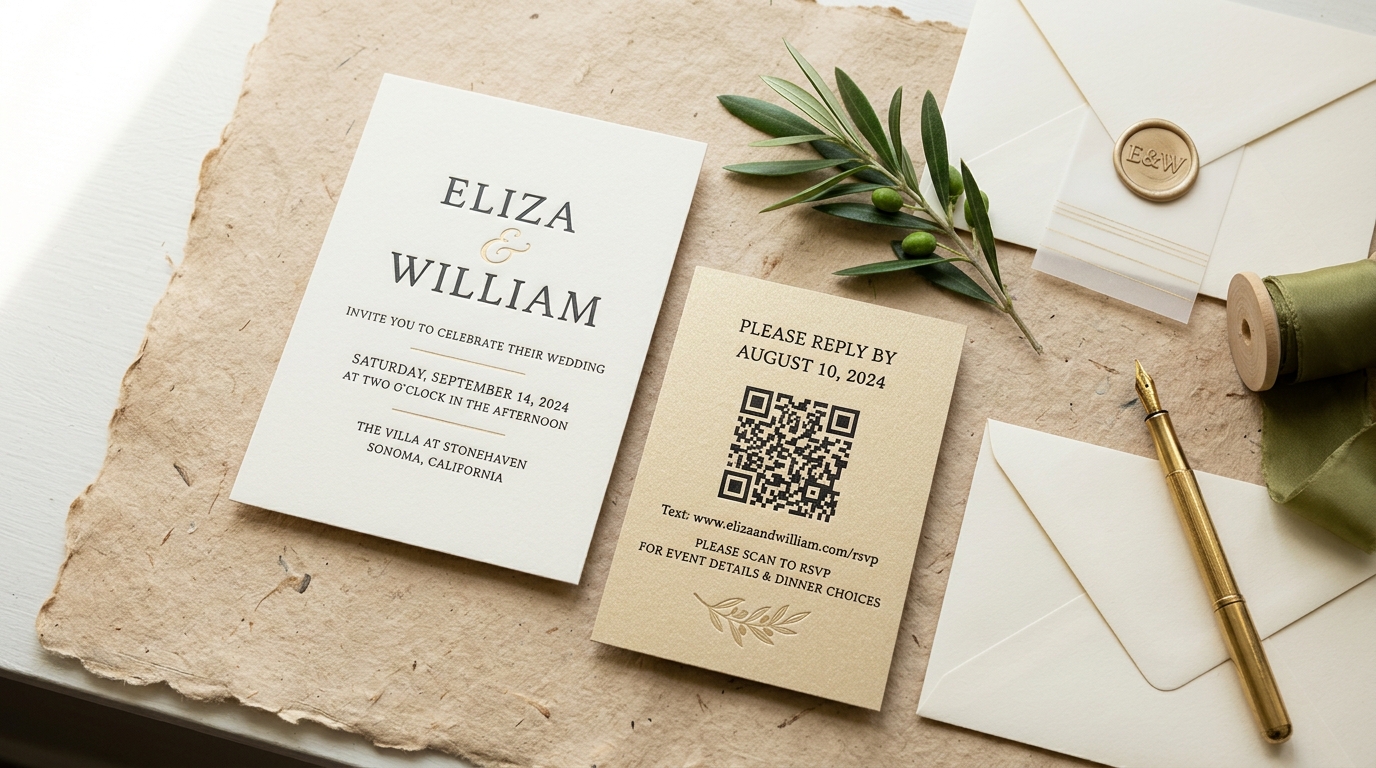 ELIZA
&
WILLIAM
INVITE YOU TO CELEBRATE THEIR WEDDING
SATURDAY, SEPTEMBER 14, 2024
AT TWO O'CLOCK IN THE AFTERNOON
THE VILLA AT STONEHAVEN
SONOMA, CALIFORNIA
PLEASE REPLY BY
AUGUST 10, 2024
Text: www.elizaandwilliam.com/rsvp
PLEASE SCAN TO RSVP
FOR EVENT DETAILS & DINNER CHOICES
E&W